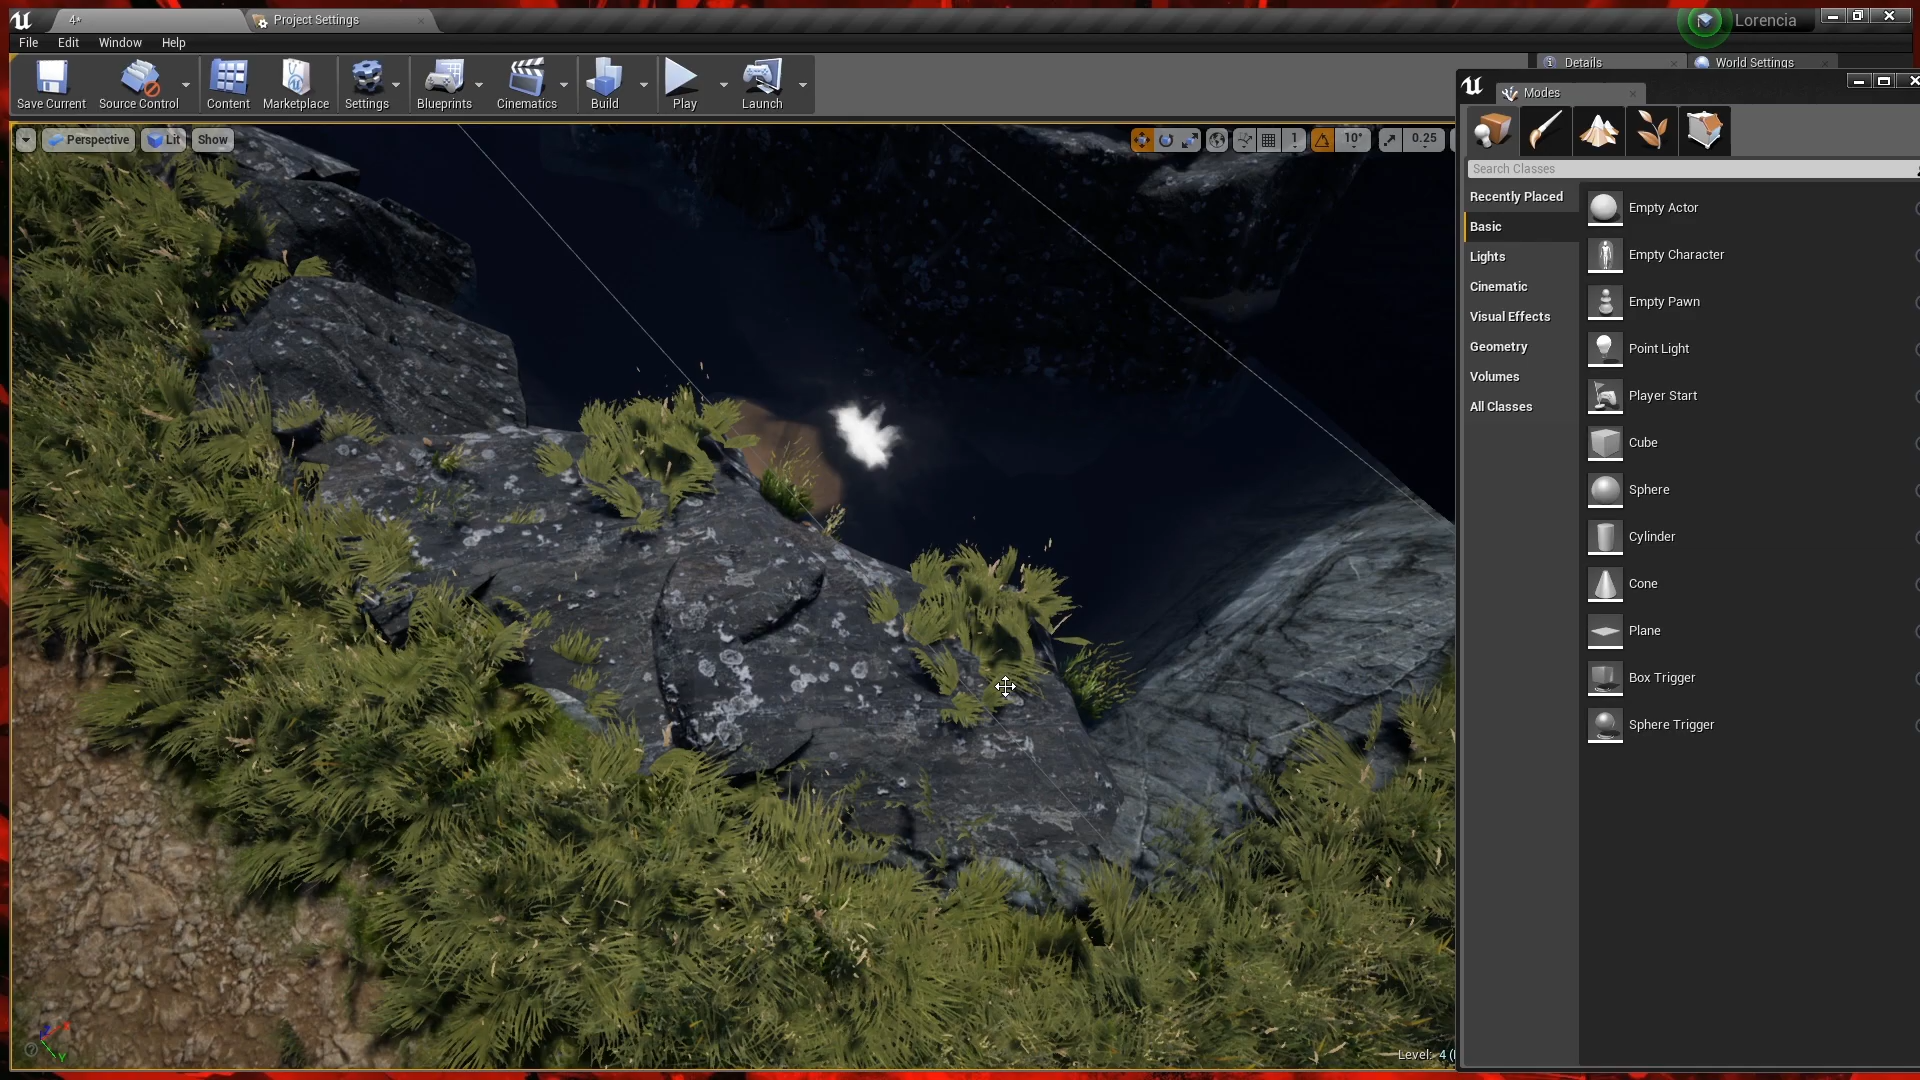 4*
Project Settings
Lorencia
File Edit Window Help
Save Current Source Control Content Marketplace Settings Blueprints Cinematics Build Play Launch
Details World Settings
Modes
Perspective Lit Show
1 10° 0.25
Search Classes
Recently Placed
Basic
Lights
Cinematic
Visual Effects
Geometry
Volumes
All Classes
Empty Actor
Empty Character
Empty Pawn
Point Light
Player Start
Cube
Sphere
Cylinder
Cone
Plane
Box Trigger
Sphere Trigger
Y
Level: 4 (